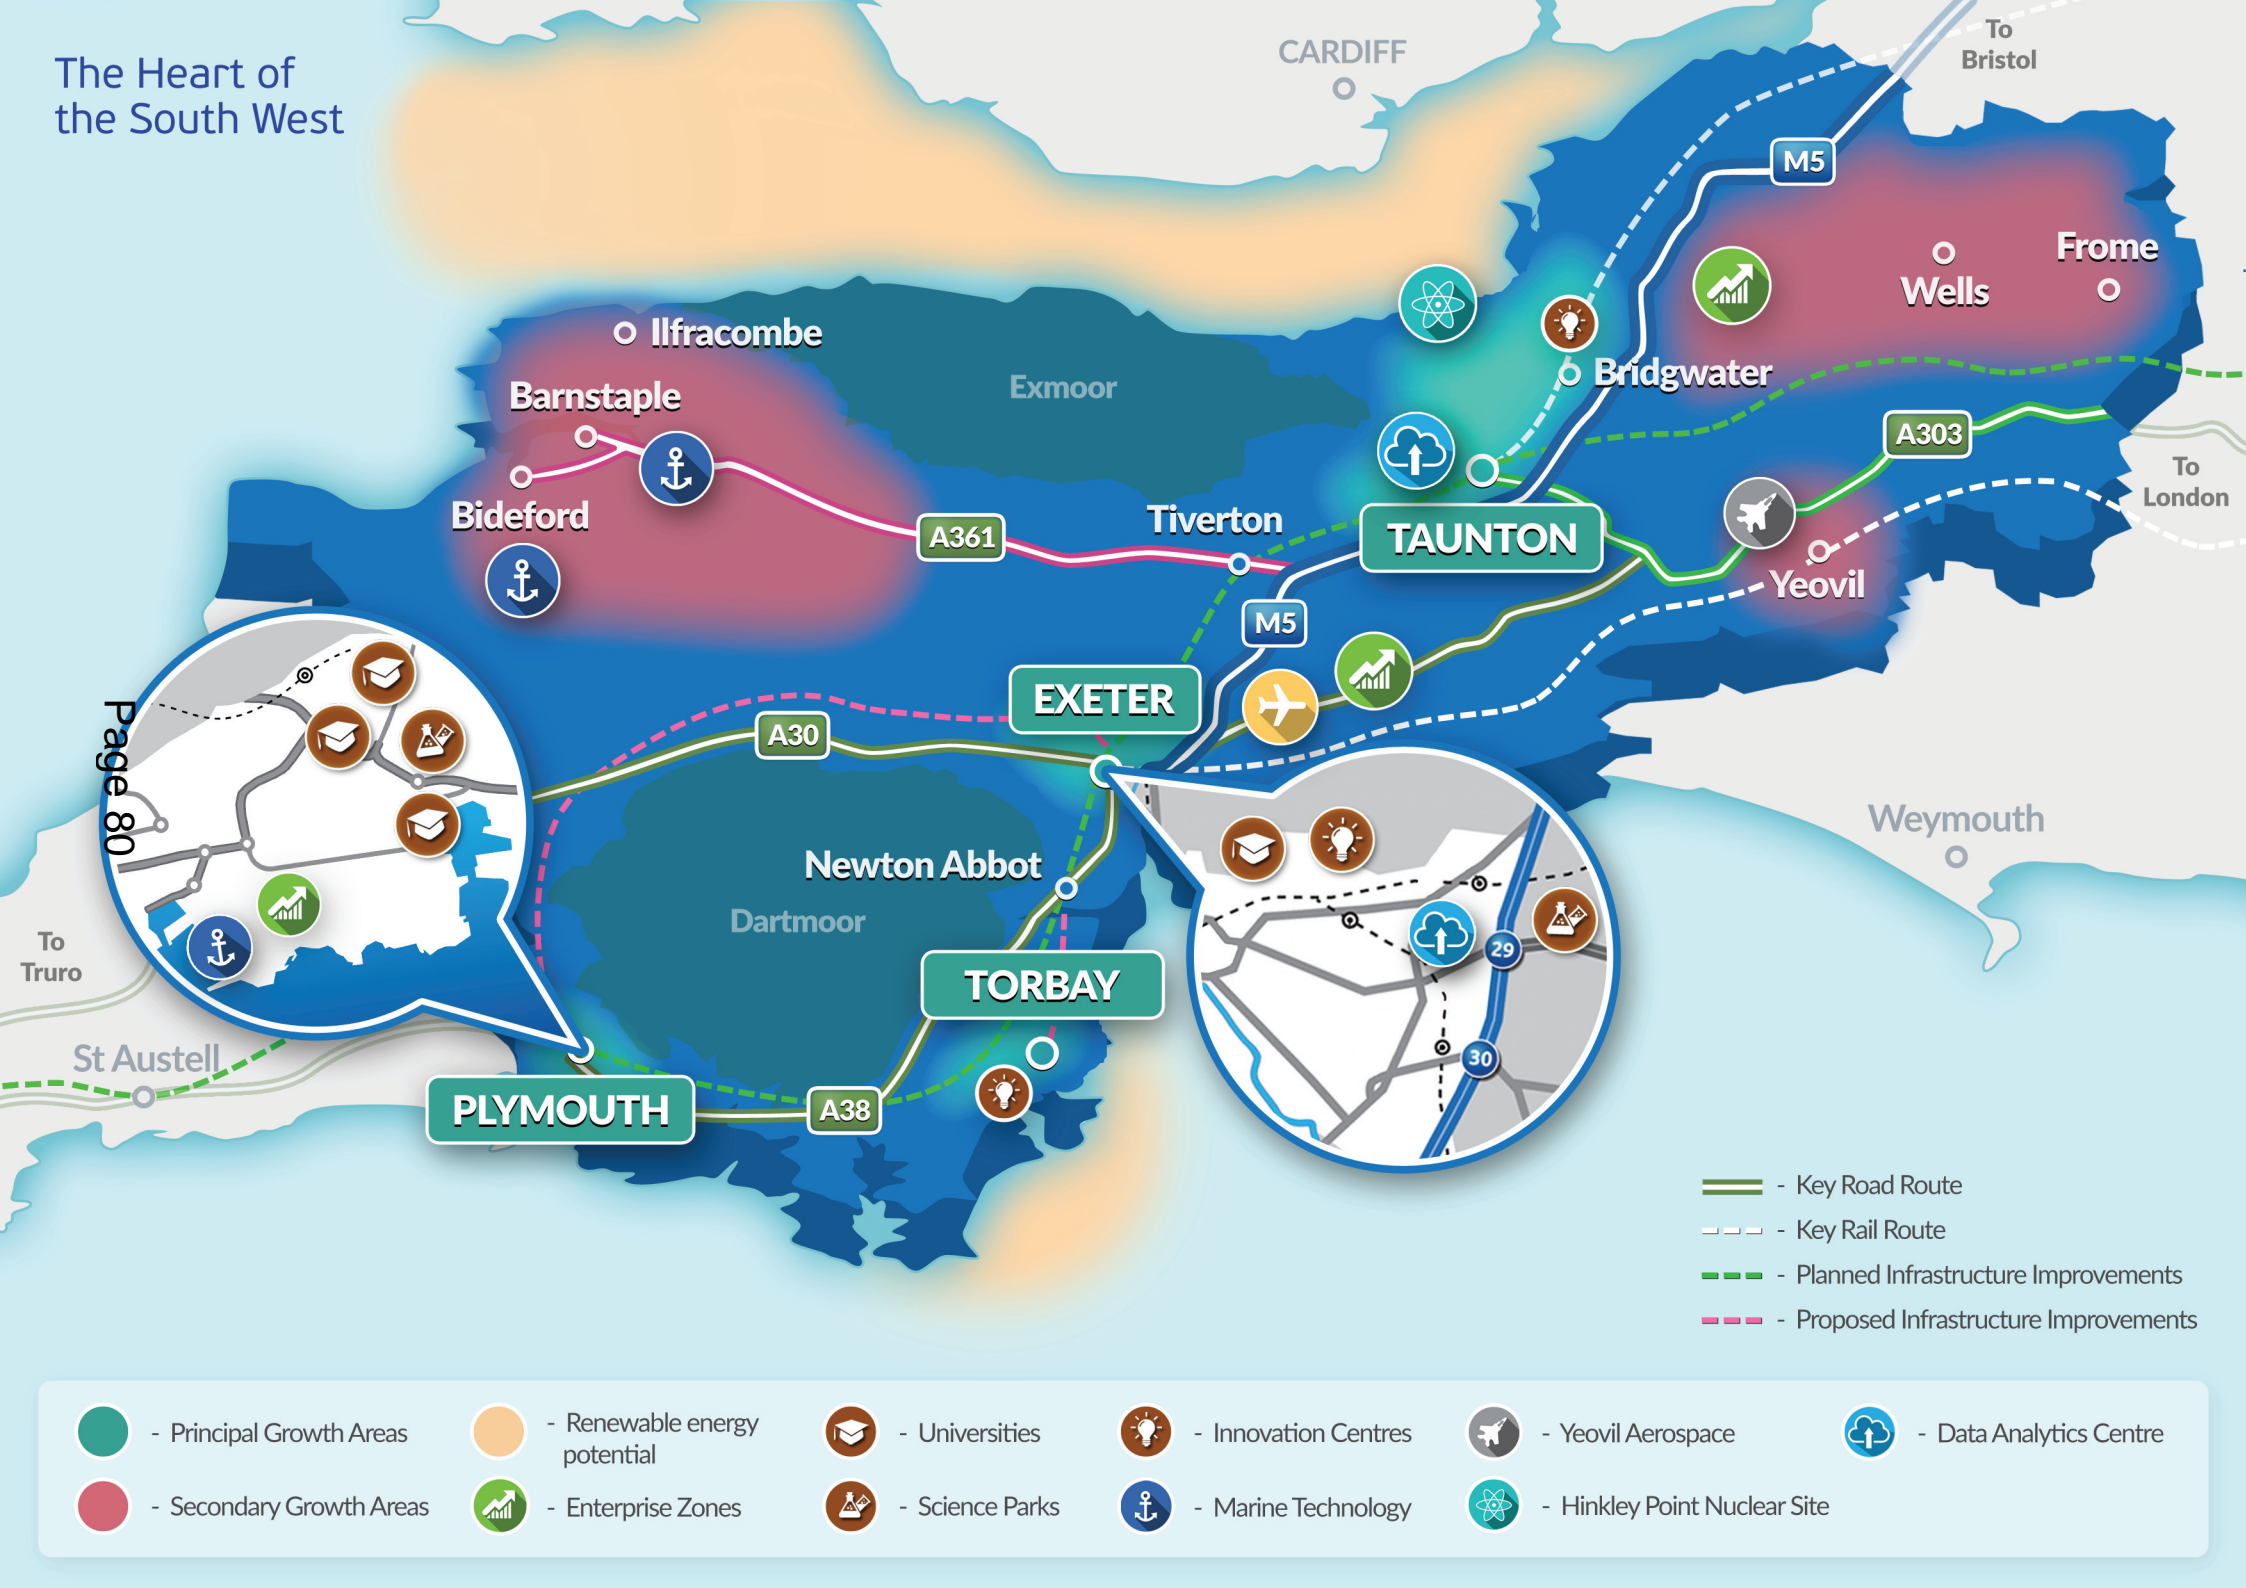 The Heart of
the South West
CARDIFF
To
Bristol
M5
Frome
Wells
Ilfracombe
Exmoor
Bridgwater
Barnstaple
A303
To
London
Bideford
Tiverton
A361
TAUNTON
Yeovil
M5
EXETER
A30
Page 80
Weymouth
Newton Abbot
Dartmoor
To
Truro
29
TORBAY
St Austell
30
PLYMOUTH
A38
- Key Road Route
- Key Rail Route
- Planned Infrastructure Improvements
- Proposed Infrastructure Improvements
- Principal Growth Areas
- Renewable energy
potential
- Universities
- Innovation Centres
- Yeovil Aerospace
- Data Analytics Centre
- Secondary Growth Areas
- Enterprise Zones
- Science Parks
- Marine Technology
- Hinkley Point Nuclear Site